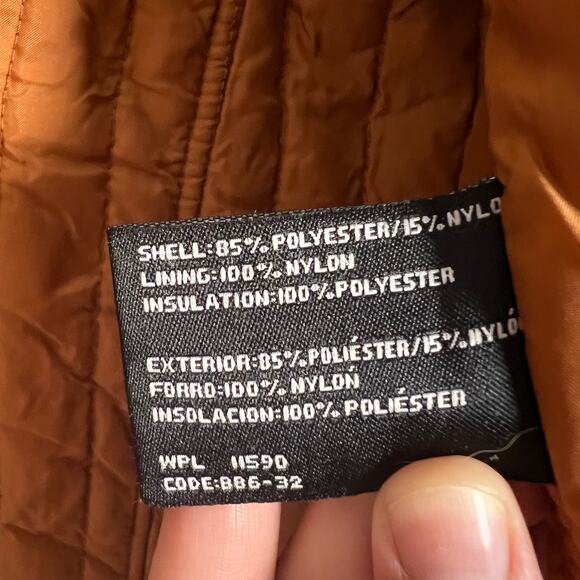 SHELL:85% POLYESTER/15% NYLO
LINING:100% NYLON
INSULATION:100% POLYESTER
EXTERIOR:85% POLIÉSTER/15% NYLÓ
FORRO:100% NYLÓN
INSOLACION:100% POLIÉSTER
WPL 11590
CODE:886-32